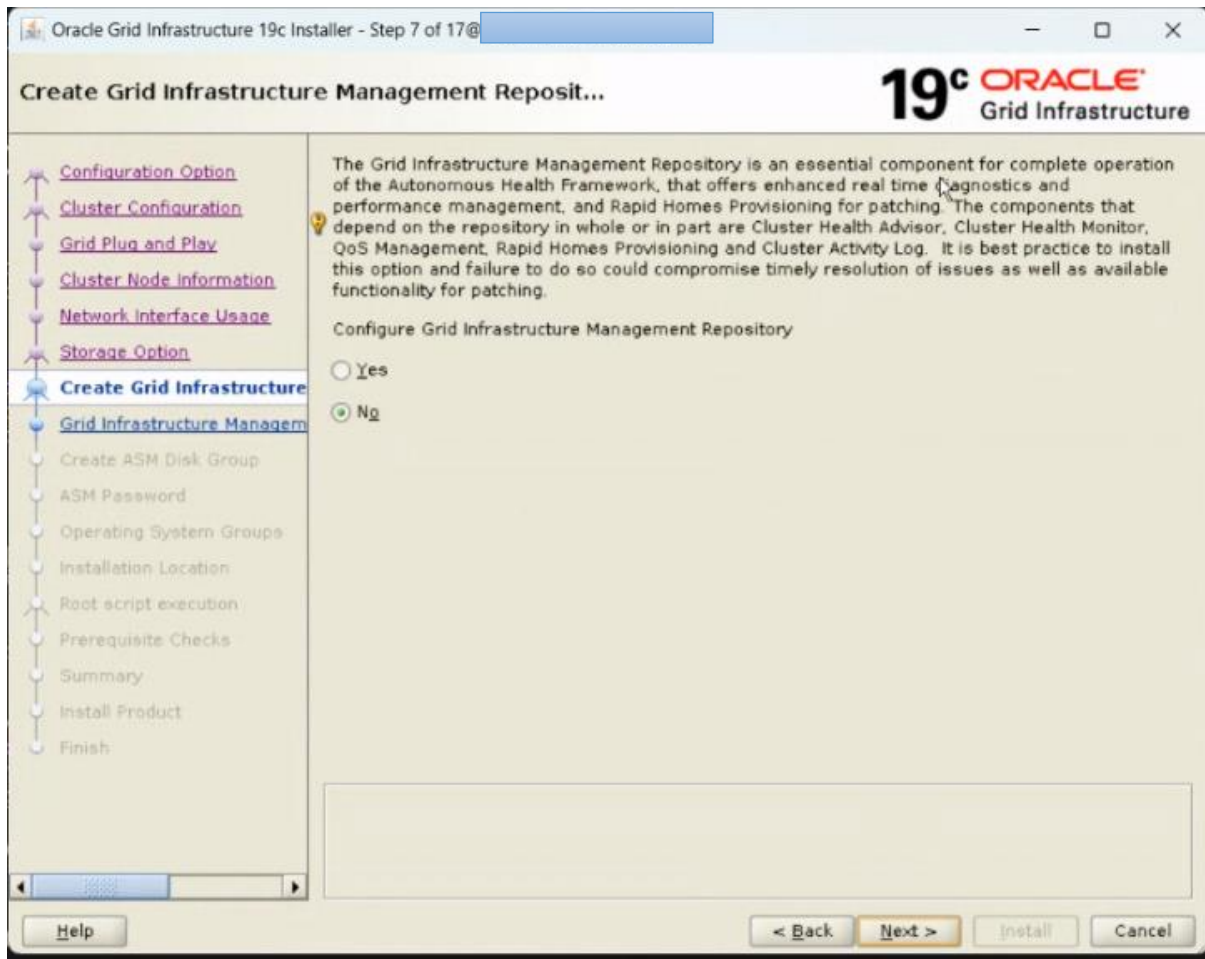 Oracle Grid Infrastructure 19c Installer - Step 7 of 17@
Create Grid Infrastructure Management Reposit...
19c ORACLE
Grid Infrastructure
Configuration Option
Cluster Configuration
Grid Plug and Play
Cluster Node Information
Network Interface Usage
Storage Option
Create Grid Infrastructure
Grid Infrastructure Managem
Create ASM Disk Group
ASM Password
Operating System Groups
Installation Location
Root script execution
Prerequisite Checks
Summary
Install Product
Finish
The Grid Infrastructure Management Repository is an essential component for complete operation
of the Autonomous Health Framework, that offers enhanced real time diagnostics and
performance management, and Rapid Homes Provisioning for patching. The components that
depend on the repository in whole or in part are Cluster Health Advisor, Cluster Health Monitor,
QoS Management, Rapid Homes Provisioning and Cluster Activity Log. It is best practice to install
this option and failure to do so could compromise timely resolution of issues as well as available
functionality for patching.
Configure Grid Infrastructure Management Repository
Yes
No
Help
< Back
Next >
Install
Cancel